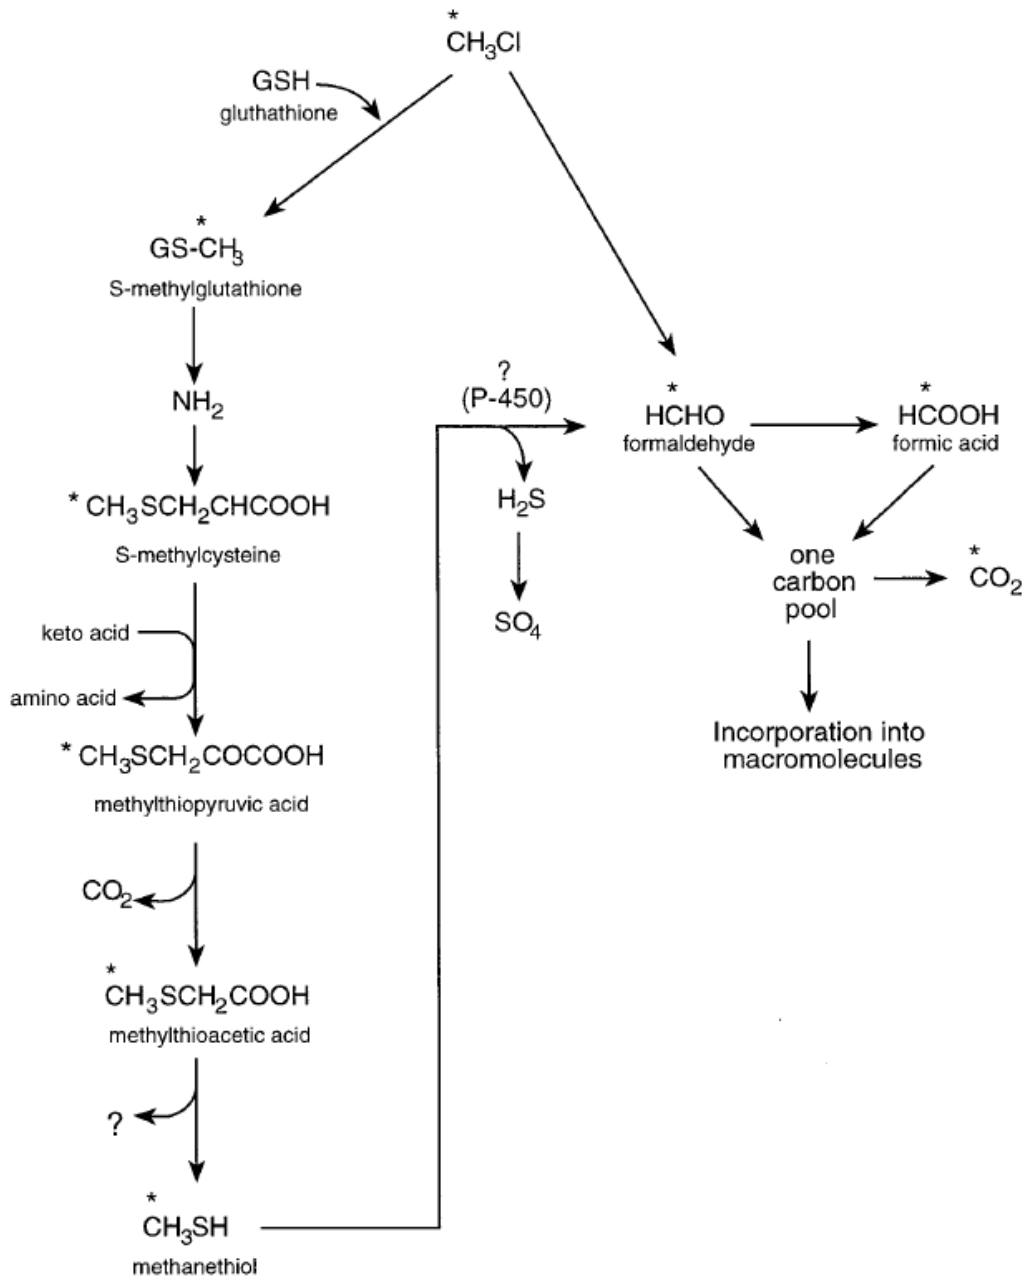 *
CH3Cl
GSH
gluthathione
*
GS-CH3
S-methylglutathione
NH2
* CH3SCH2CHCOOH
S-methylcysteine
keto acid
amino acid
* CH3SCH2COCOOH
methylthiopyruvic acid
CO2
*
CH3SCH2COOH
methylthioacetic acid
?
*
CH3SH
methanethiol
?
(P-450)
H2S
SO4
*
HCHO
formaldehyde
*
HCOOH
formic acid
one
carbon
pool
*
CO2
Incorporation into
macromolecules